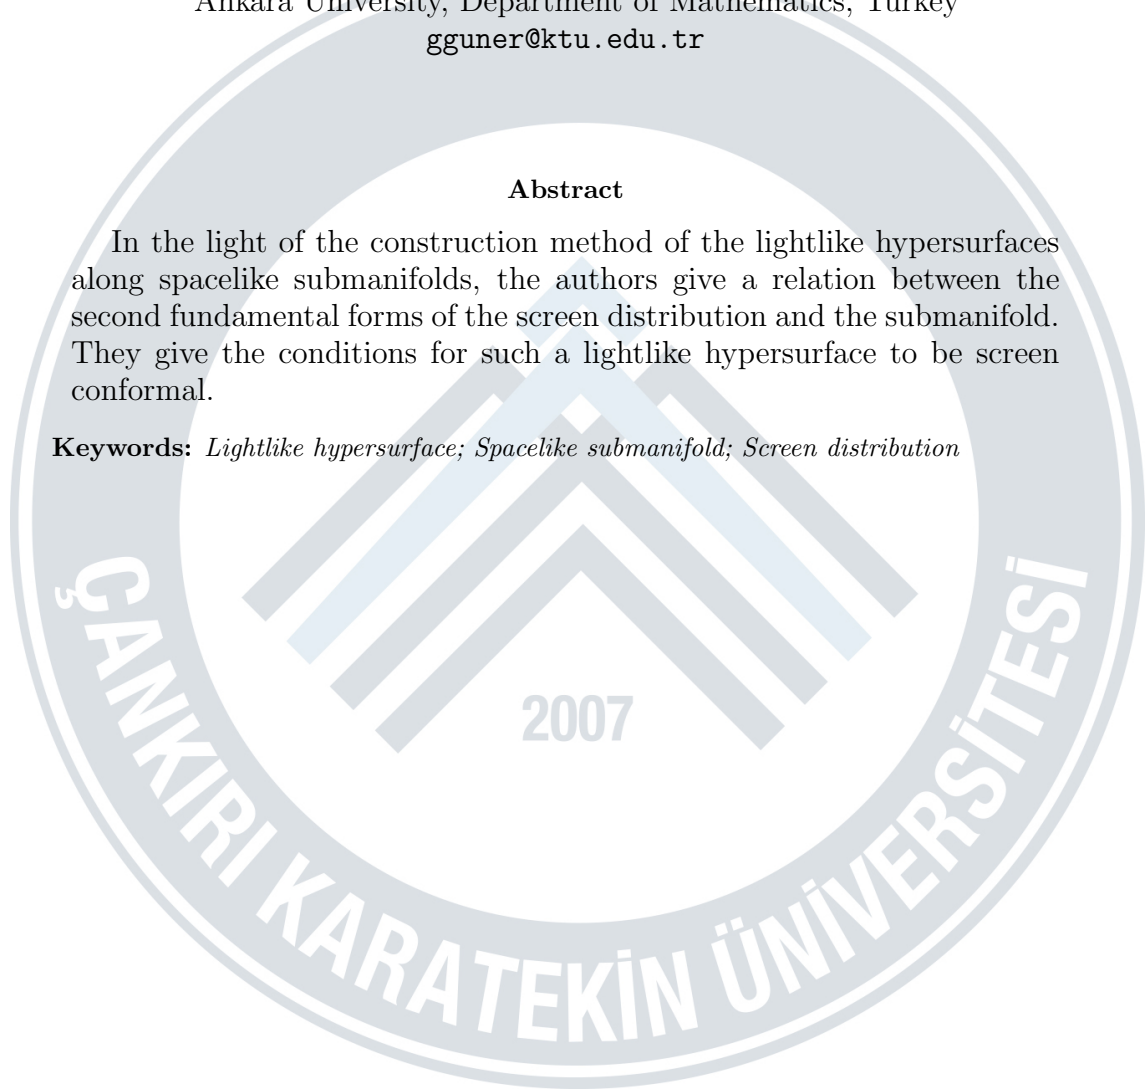 Ankara University, Department of Mathematics, Turkey
gguner@ktu.edu.tr
Abstract
In the light of the construction method of the lightlike hypersurfaces
along spacelike submanifolds, the authors give a relation between the
second fundamental forms of the screen distribution and the submanifold.
They give the conditions for such a lightlike hypersurface to be screen
conformal.
Keywords: Lightlike hypersurface; Spacelike submanifold; Screen distribution
2007
ÇANKIRI KARATEKİN ÜNİVERSİTESİ